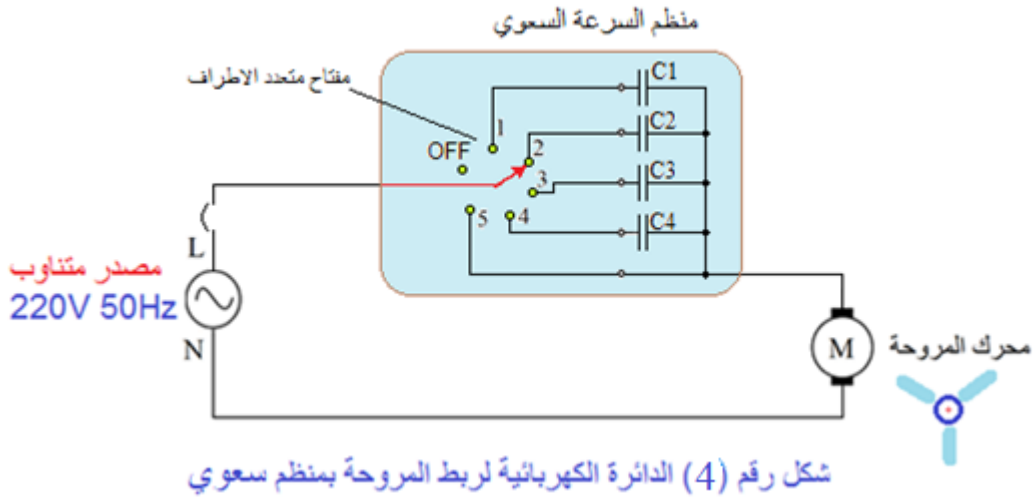 منظم السرعة السعوي
مفتاح متعدد الاطراف
C1
1
C2
OFF
2
C3
3
5
4
C4
L
مصدر متناوب
220V 50Hz
N
M
محرك المروحة
شكل رقم (4) الدائرة الكهربائية لربط المروحة بمنظم سعوي